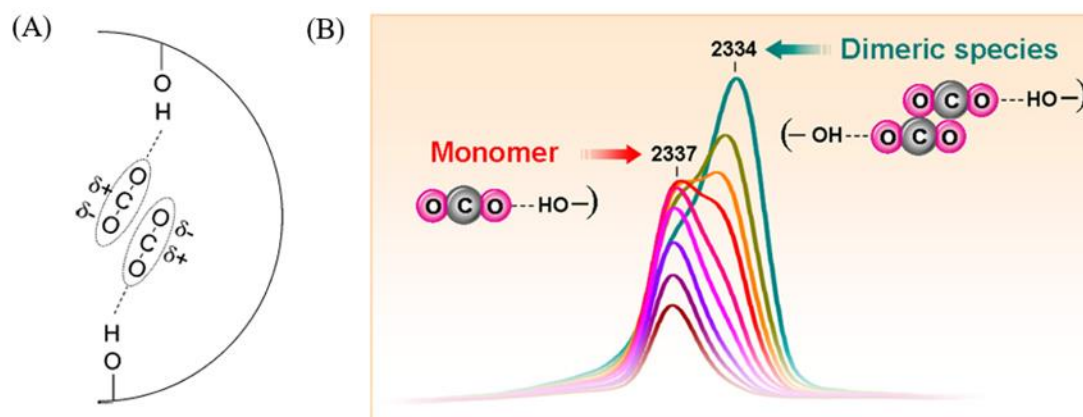 (A)
O
H
O
C
O
δ+
δ-
O
C
O
δ-
δ+
H
O
(B)
2334
Dimeric species
O C O ---HO–)
(– OH--- O C O
2337
Monomer
O C O ---HO–)